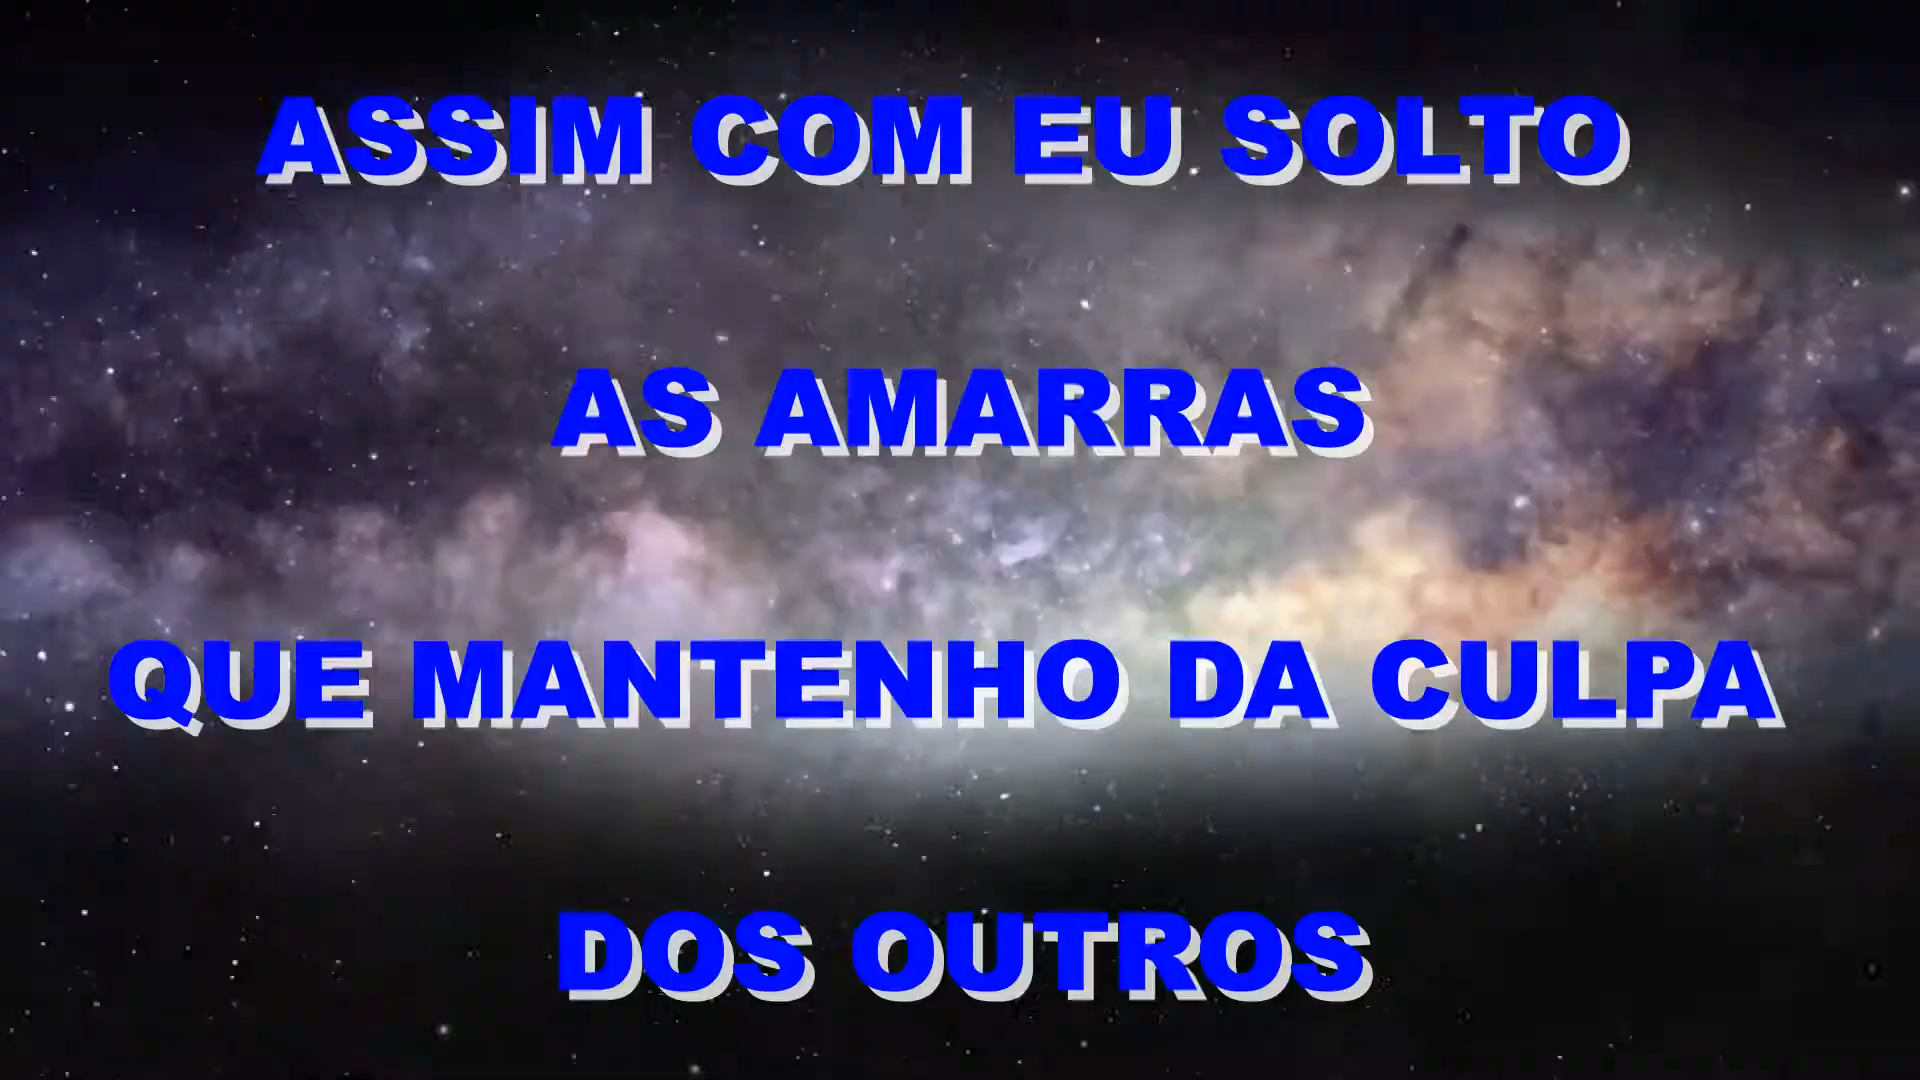 ASSIM COM EU SOLTO
AS AMARRAS
QUE MANTENHO DA CULPA
DOS OUTROS